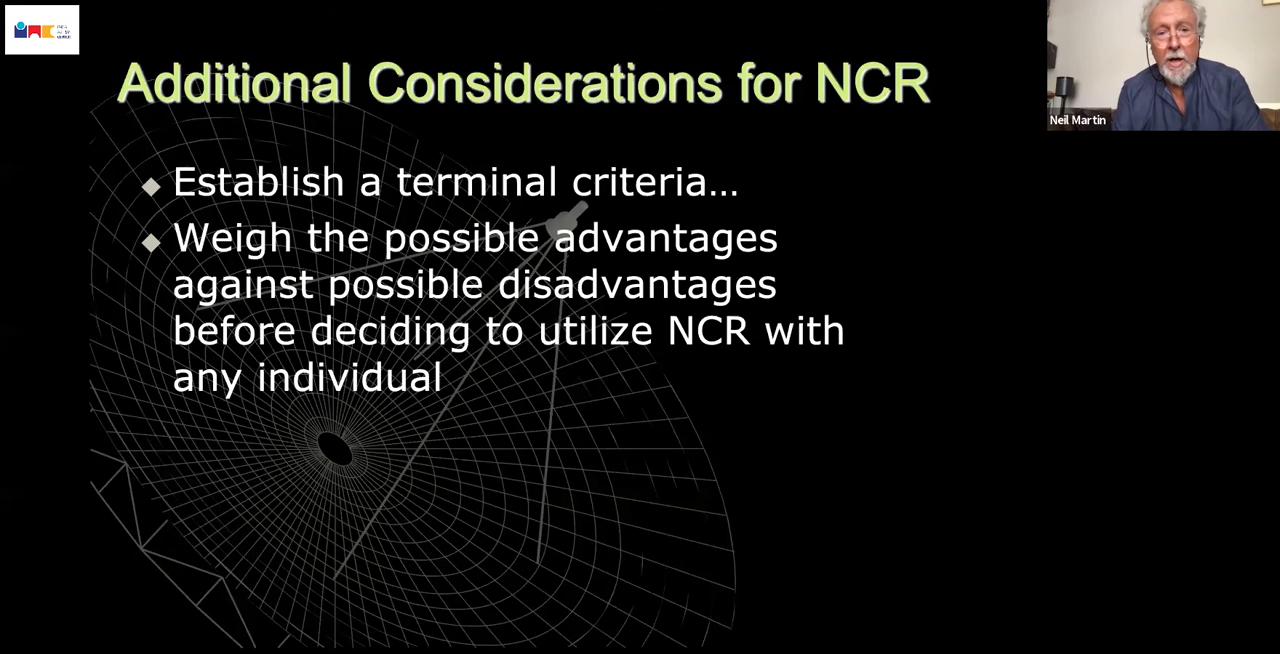 Additional Considerations for NCR
Neil Martin
Establish a terminal criteria…
Weigh the possible advantages
against possible disadvantages
before deciding to utilize NCR with
any individual